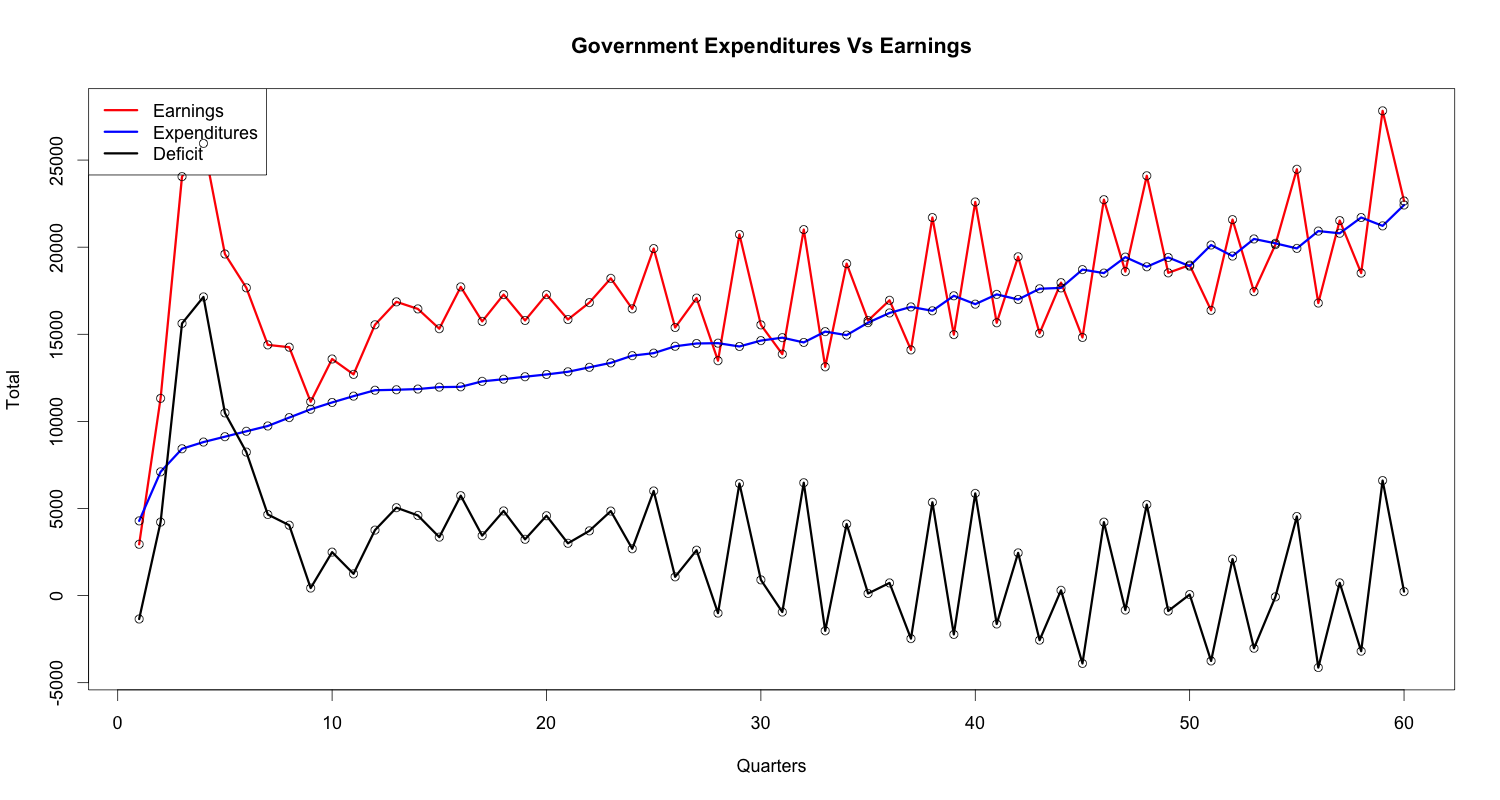 Government Expenditures Vs Earnings
Earnings
Expenditures
Deficit
Total
25000
20000
15000
10000
5000
0
-5000
0 10 20 30 40 50 60
Quarters